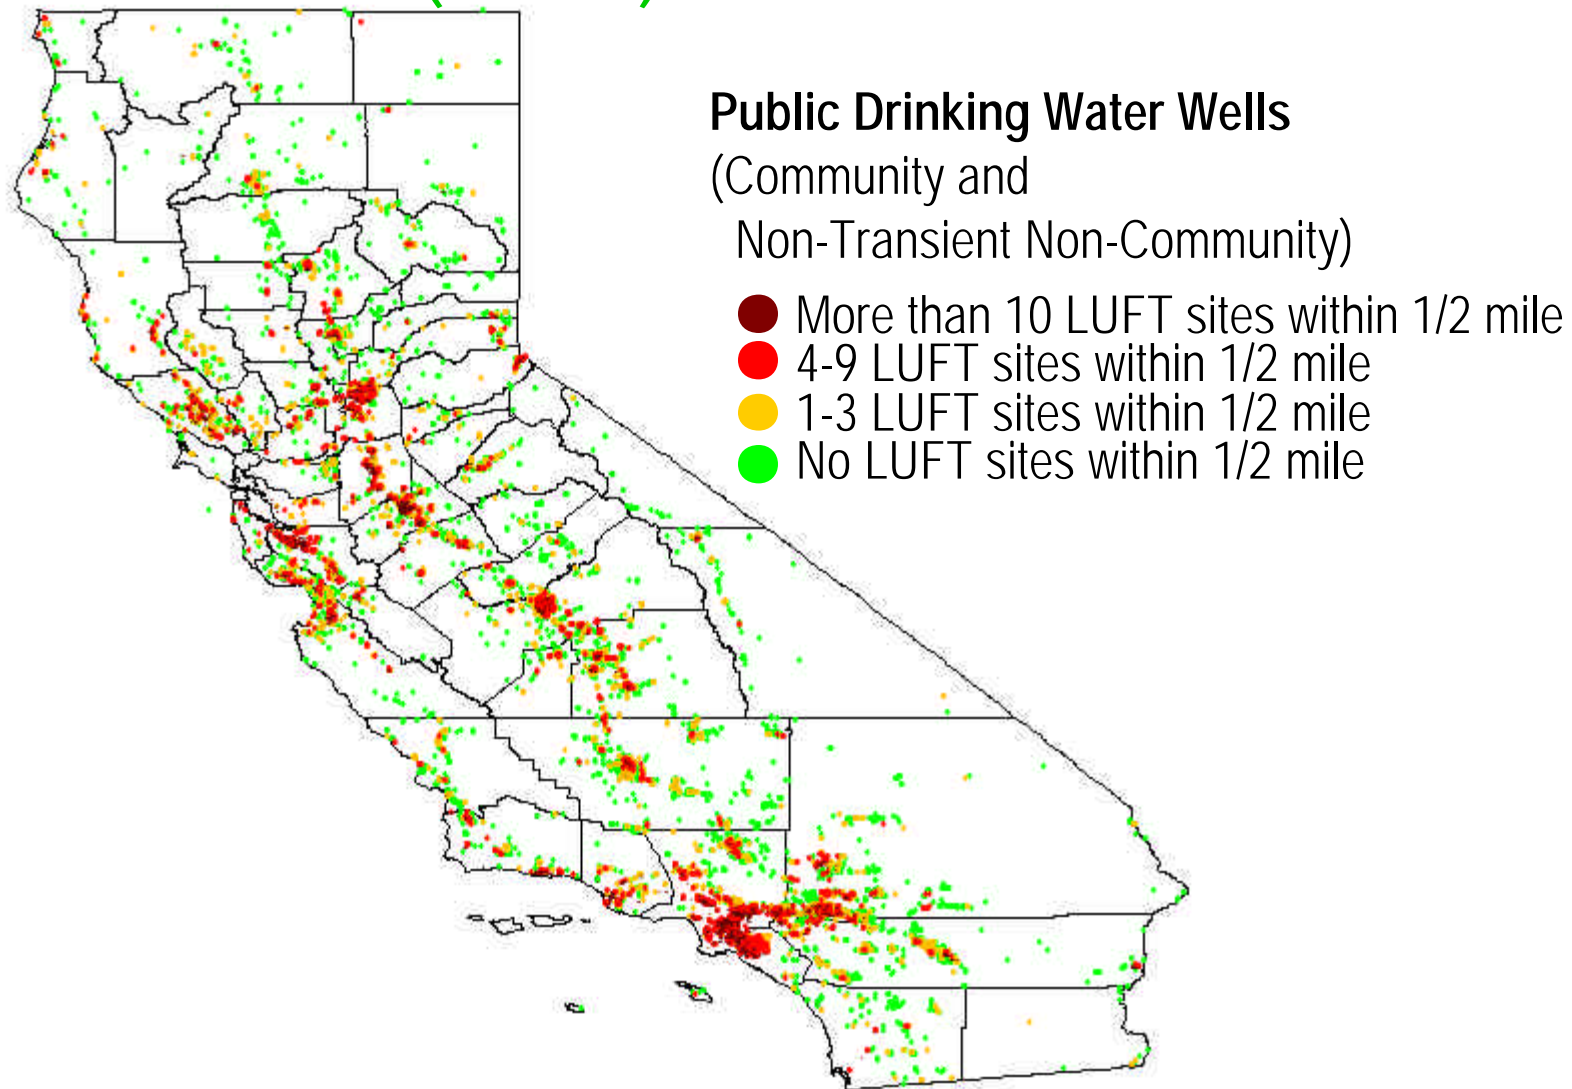 Public Drinking Water Wells
(Community and
Non-Transient Non-Community)
More than 10 LUFT sites within 1/2 mile
4-9 LUFT sites within 1/2 mile
1-3 LUFT sites within 1/2 mile
No LUFT sites within 1/2 mile